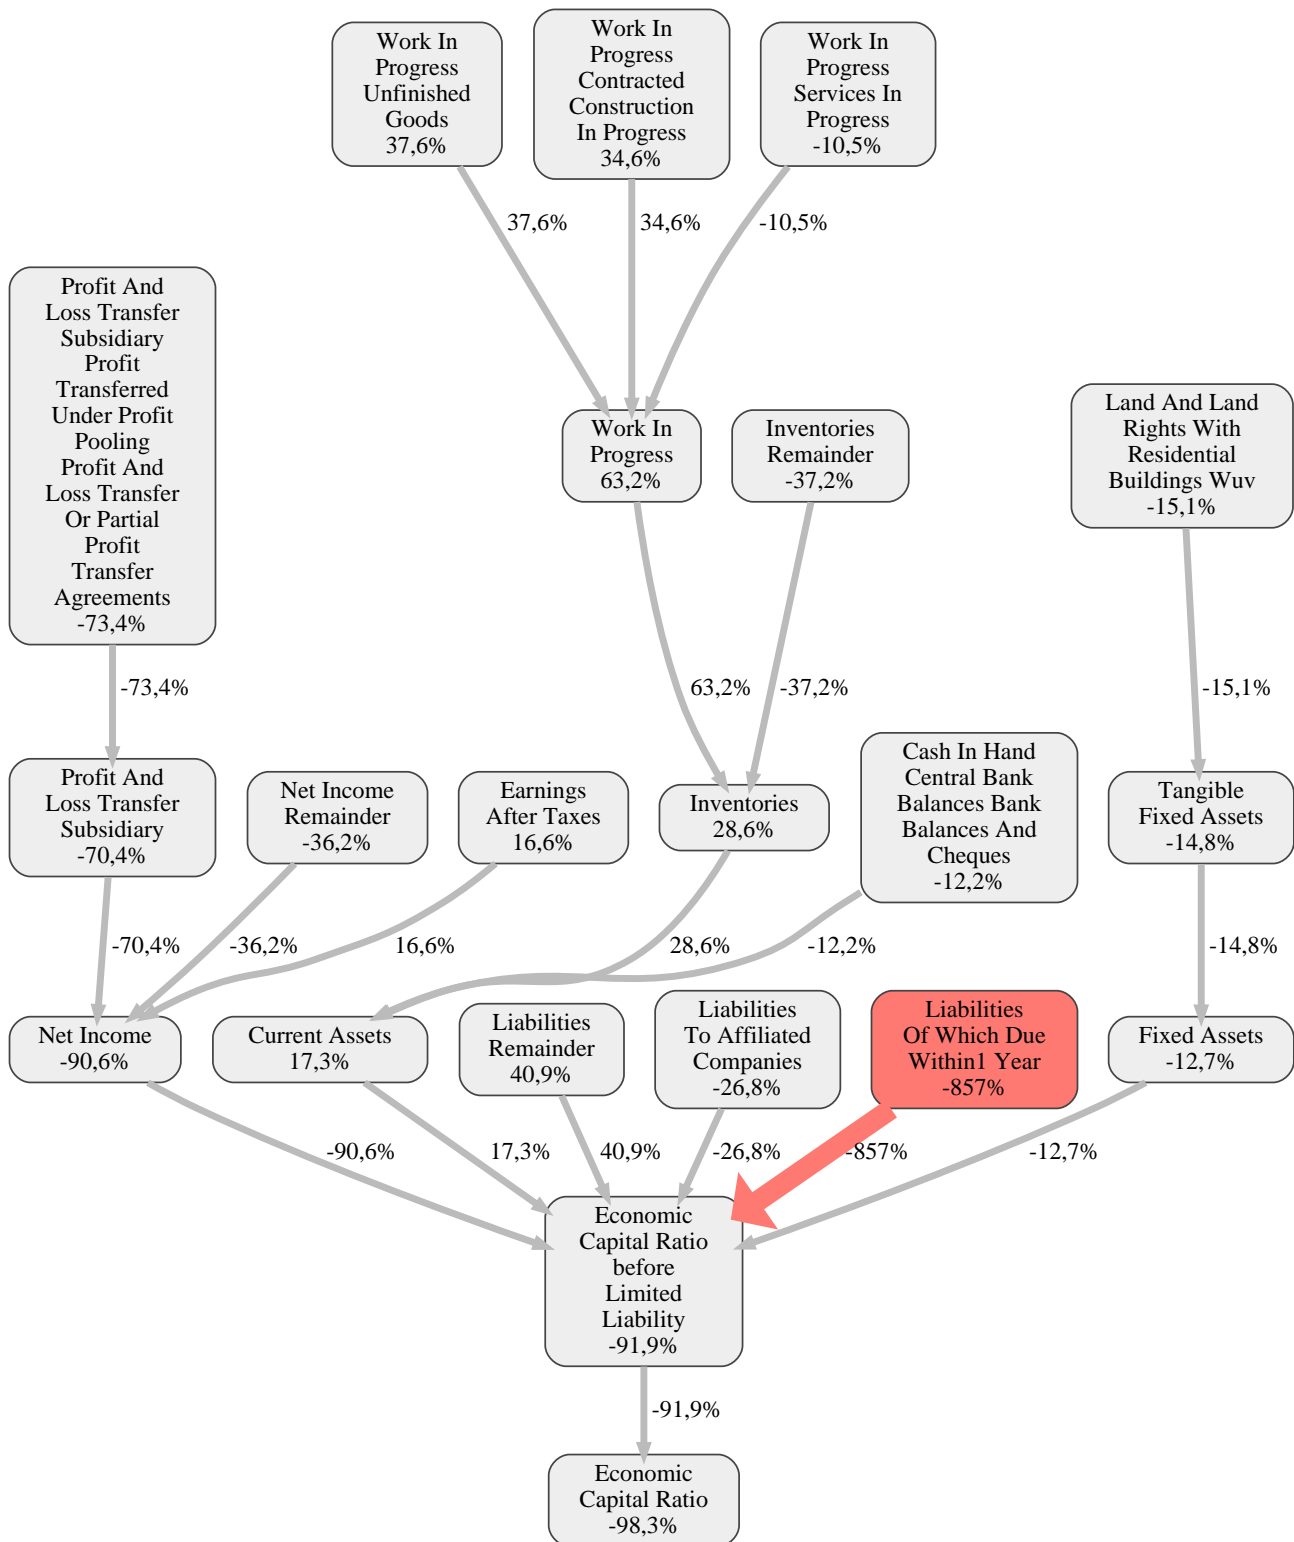 Work In
Progress
Unfinished
Goods
37,6%
Work In
Progress
Contracted
Construction
In Progress
34,6%
Work In
Progress
Services In
Progress
-10,5%
37,6%
34,6%
-10,5%
Profit And
Loss Transfer
Subsidiary
Profit
Transferred
Under Profit
Pooling
Profit And
Loss Transfer
Or Partial
Profit
Transfer
Agreements
-73,4%
Work In
Progress
63,2%
Inventories
Remainder
-37,2%
Land And Land
Rights With
Residential
Buildings Wuv
-15,1%
-73,4%
63,2%
-37,2%
-15,1%
Profit And
Loss Transfer
Subsidiary
-70,4%
Net Income
Remainder
-36,2%
Earnings
After Taxes
16,6%
Inventories
28,6%
Cash In Hand
Central Bank
Balances Bank
Balances And
Cheques
-12,2%
Tangible
Fixed Assets
-14,8%
-70,4%
-36,2%
16,6%
28,6%
-12,2%
-14,8%
Net Income
-90,6%
Current Assets
17,3%
Liabilities
Remainder
40,9%
Liabilities
To Affiliated
Companies
-26,8%
Liabilities
Of Which Due
Within1 Year
-857%
Fixed Assets
-12,7%
-90,6%
17,3%
40,9%
-26,8%
-857%
-12,7%
Economic
Capital Ratio
before
Limited
Liability
-91,9%
-91,9%
Economic
Capital Ratio
-98,3%